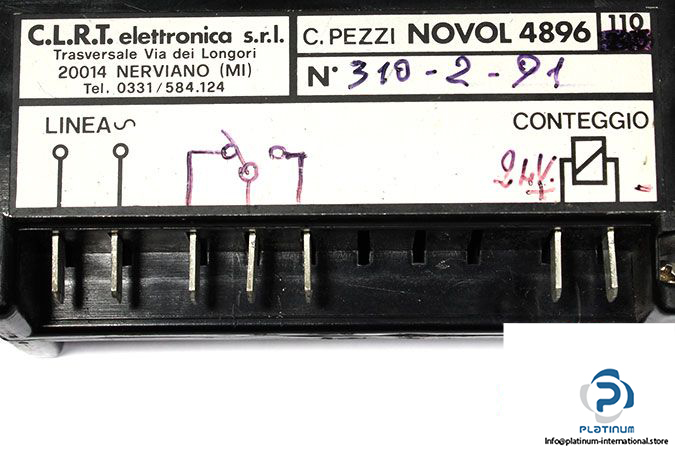 C.L.R.T. elettronica s.r.l.
Trasversale Via dei Longori
20014 NERVIANO (MI)
Tel. 0331/584.124
C. PEZZI NOVOL 4896
110
N° 310-2-91
LINEA∿
CONTEGGIO
24V.
+
-
PLATINUM
Info@platinum-international.store